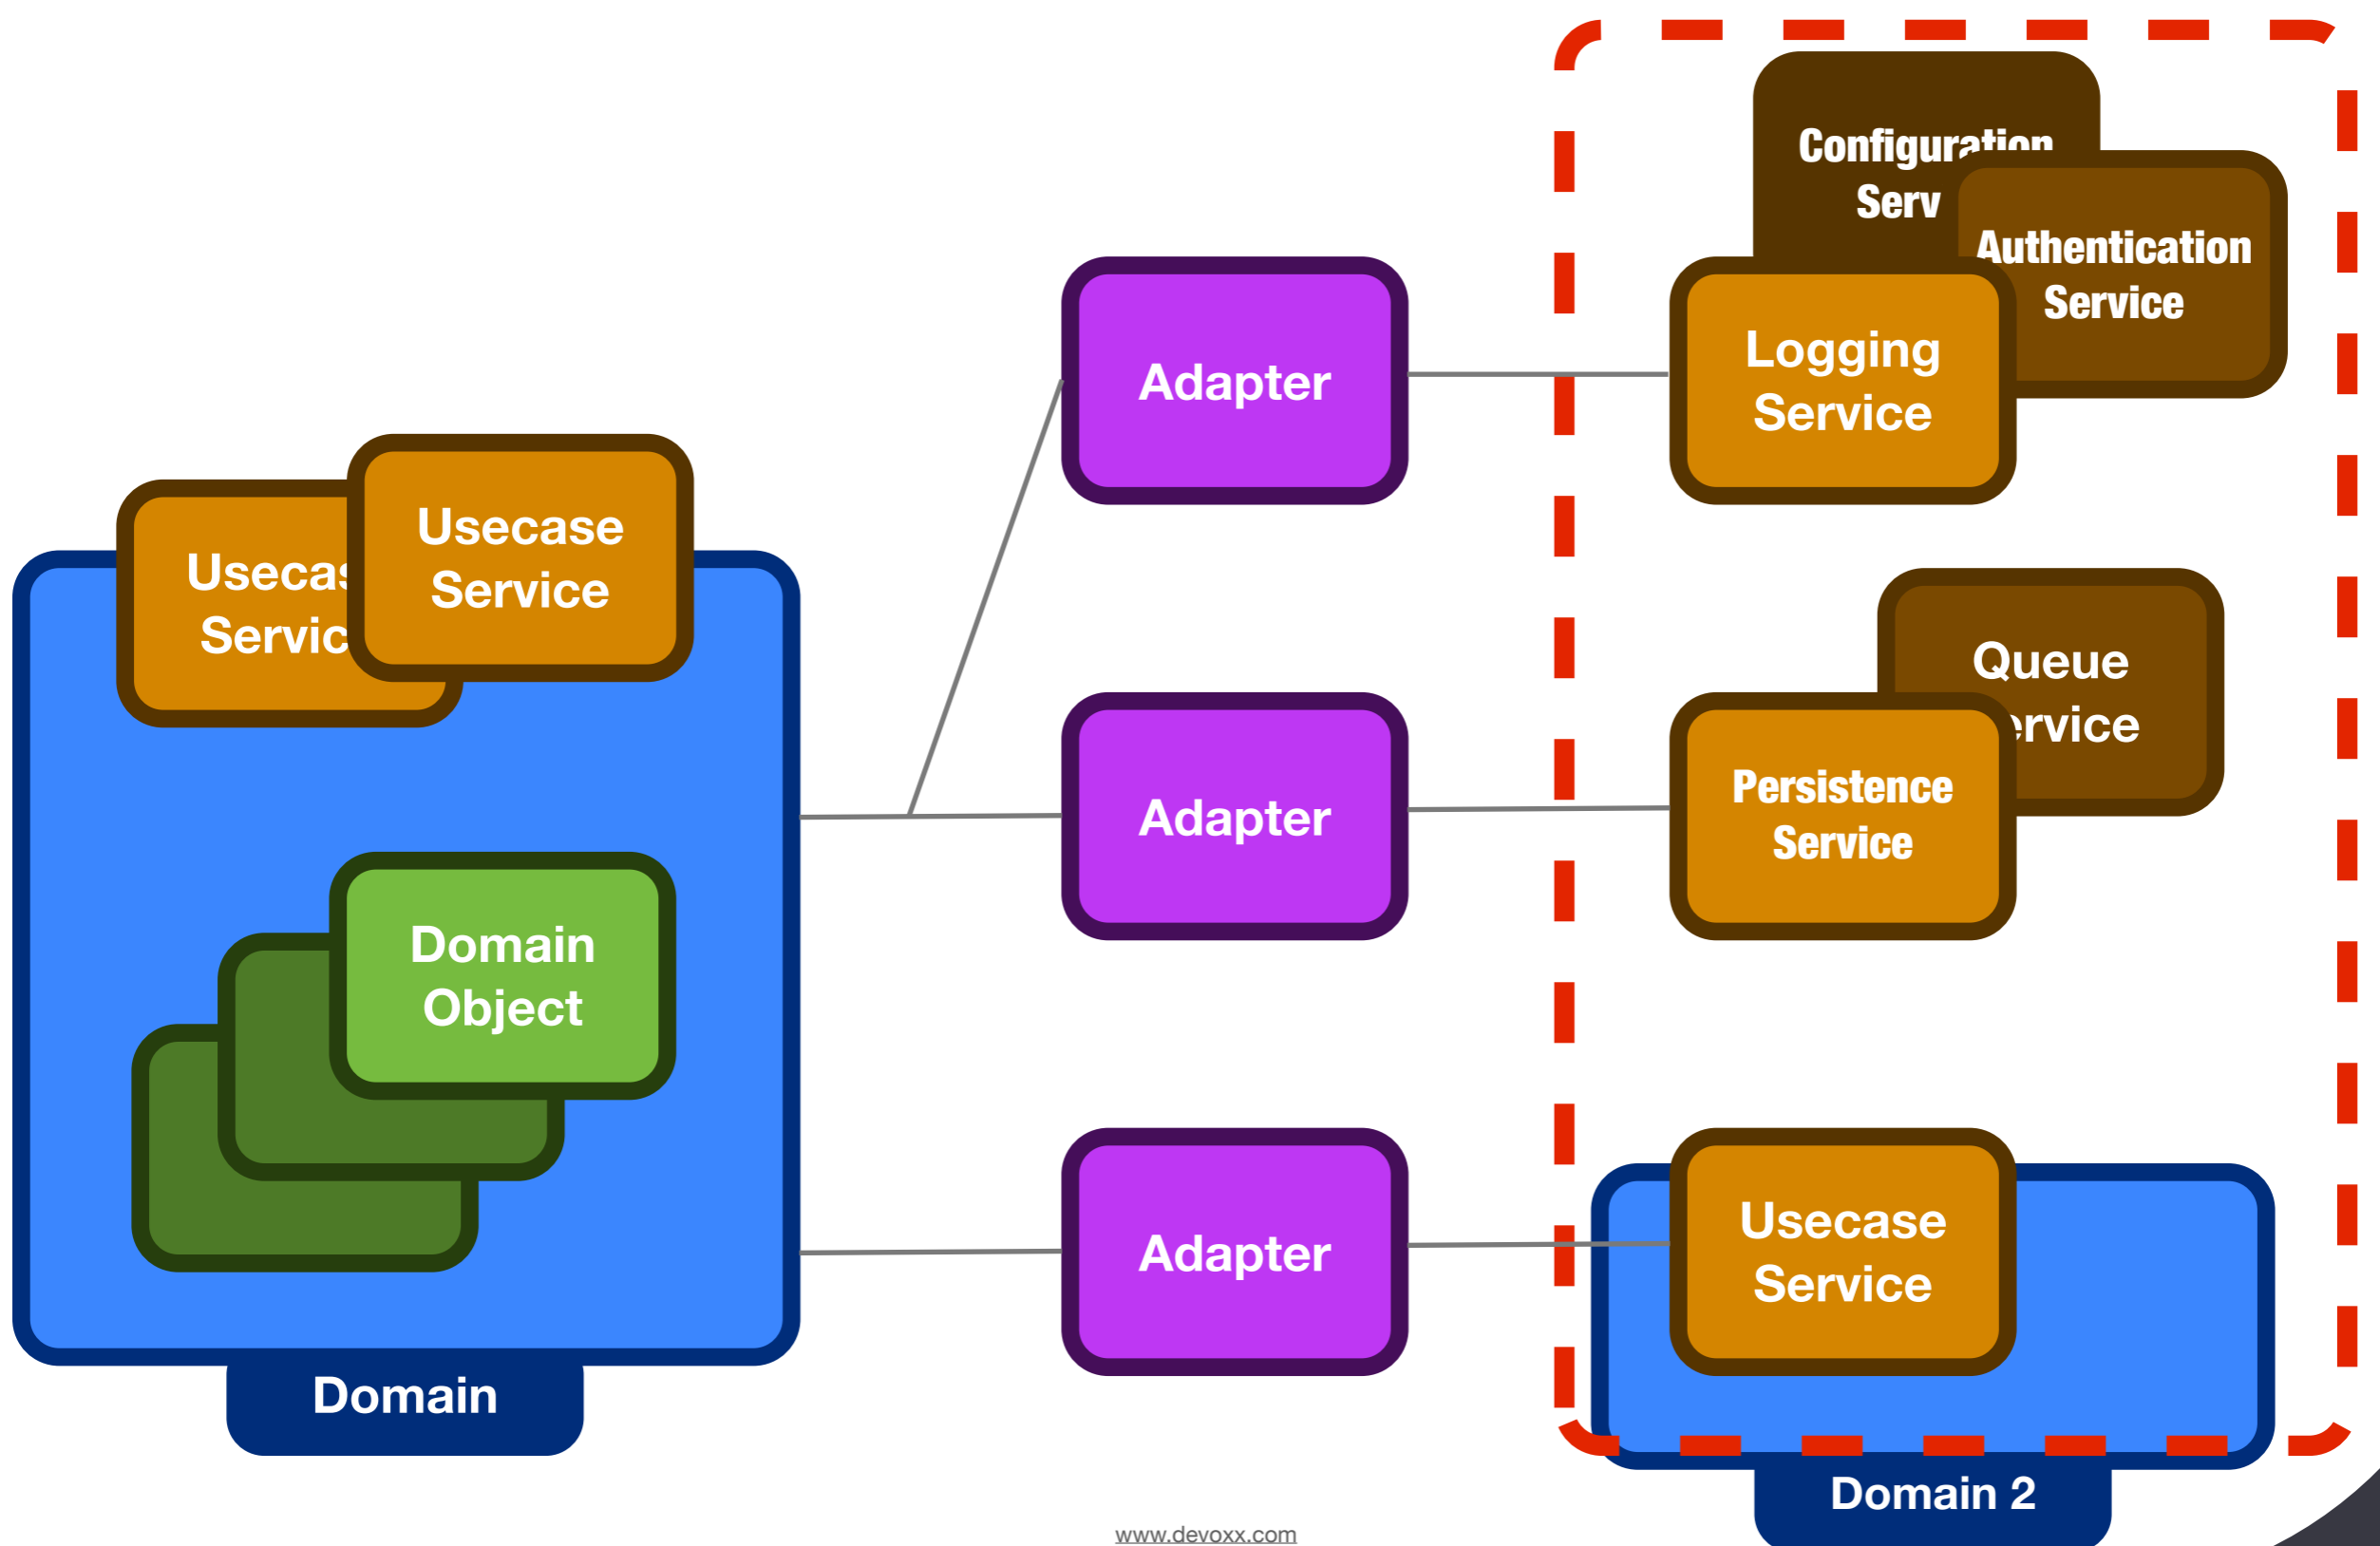 Configuration
Serv
Authentication
Service
Logging
Service
Adapter
Usecase
Service
Usecas
Servic
Queue
ervice
Persistence
Service
Adapter
Domain
Object
Adapter
Usecase
Service
Domain
Domain 2
www.devoxx.com